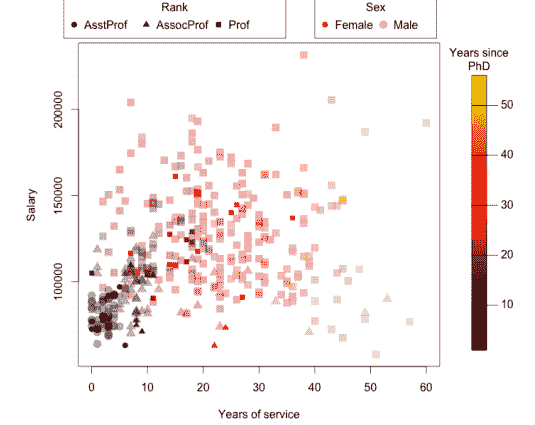 Rank
AsstProf AssocProf Prof
Sex
Female Male
Years since
PhD
50
40
30
20
10
Salary
200000
150000
100000
0 10 20 30 40 50 60
Years of service